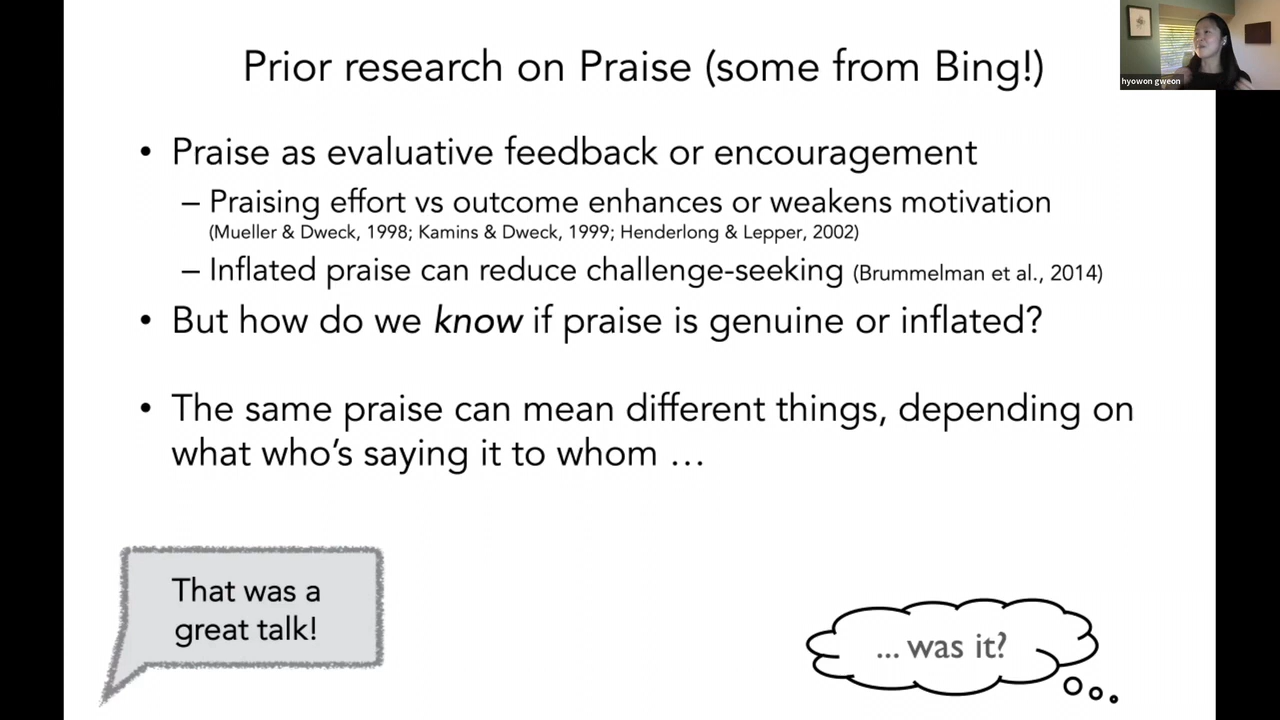 Prior research on Praise (some from Bing!)
hyowon gweon
• Praise as evaluative feedback or encouragement
– Praising effort vs outcome enhances or weakens motivation
(Mueller & Dweck, 1998; Kamins & Dweck, 1999; Henderlong & Lepper, 2002)
– Inflated praise can reduce challenge-seeking (Brummelman et al., 2014)
• But how do we know if praise is genuine or inflated?
• The same praise can mean different things, depending on
what who's saying it to whom …
That was a
great talk!
... was it?